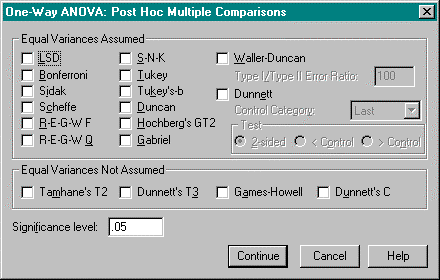 One-Way ANOVA: Post Hoc Multiple Comparisons
Equal Variances Assumed
LSD
Bonferroni
Sidak
Scheffe
R-E-G-W F
R-E-G-W Q
S-N-K
Tukey
Tukey's-b
Duncan
Hochberg's GT2
Gabriel
Waller-Duncan
Type I/Type II Error Ratio: 100
Dunnett
Control Category: Last
Test
2-sided < Control > Control
Equal Variances Not Assumed
Tamhane's T2 Dunnett's T3 Games-Howell Dunnett's C
Significance level: .05
Continue Cancel Help